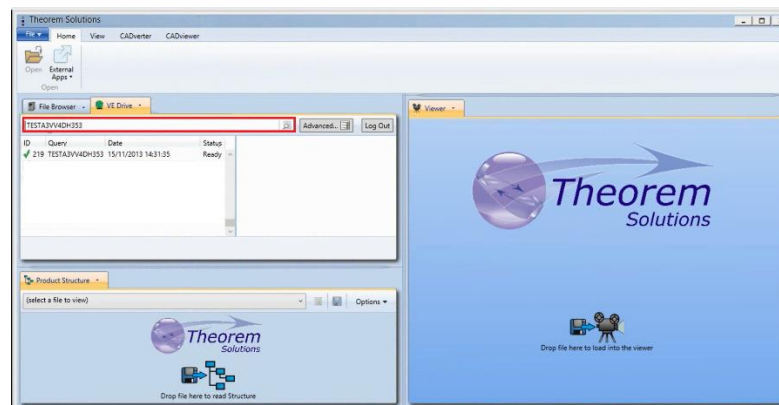 Theorem Solutions
File Home View CADverter CADviewer
Open External Apps
Open
File Browser VE Drive
TESTA3VV4DH353 Advanced... Log Out
ID Query Date Status
219 TESTA3VV4DH353 15/11/2013 14:31:35 Ready
Product Structure
(select a file to view) Options
Theorem
Solutions
Drop file here to read Structure
Viewer
Theorem
Solutions
Drop file here to load into the viewer